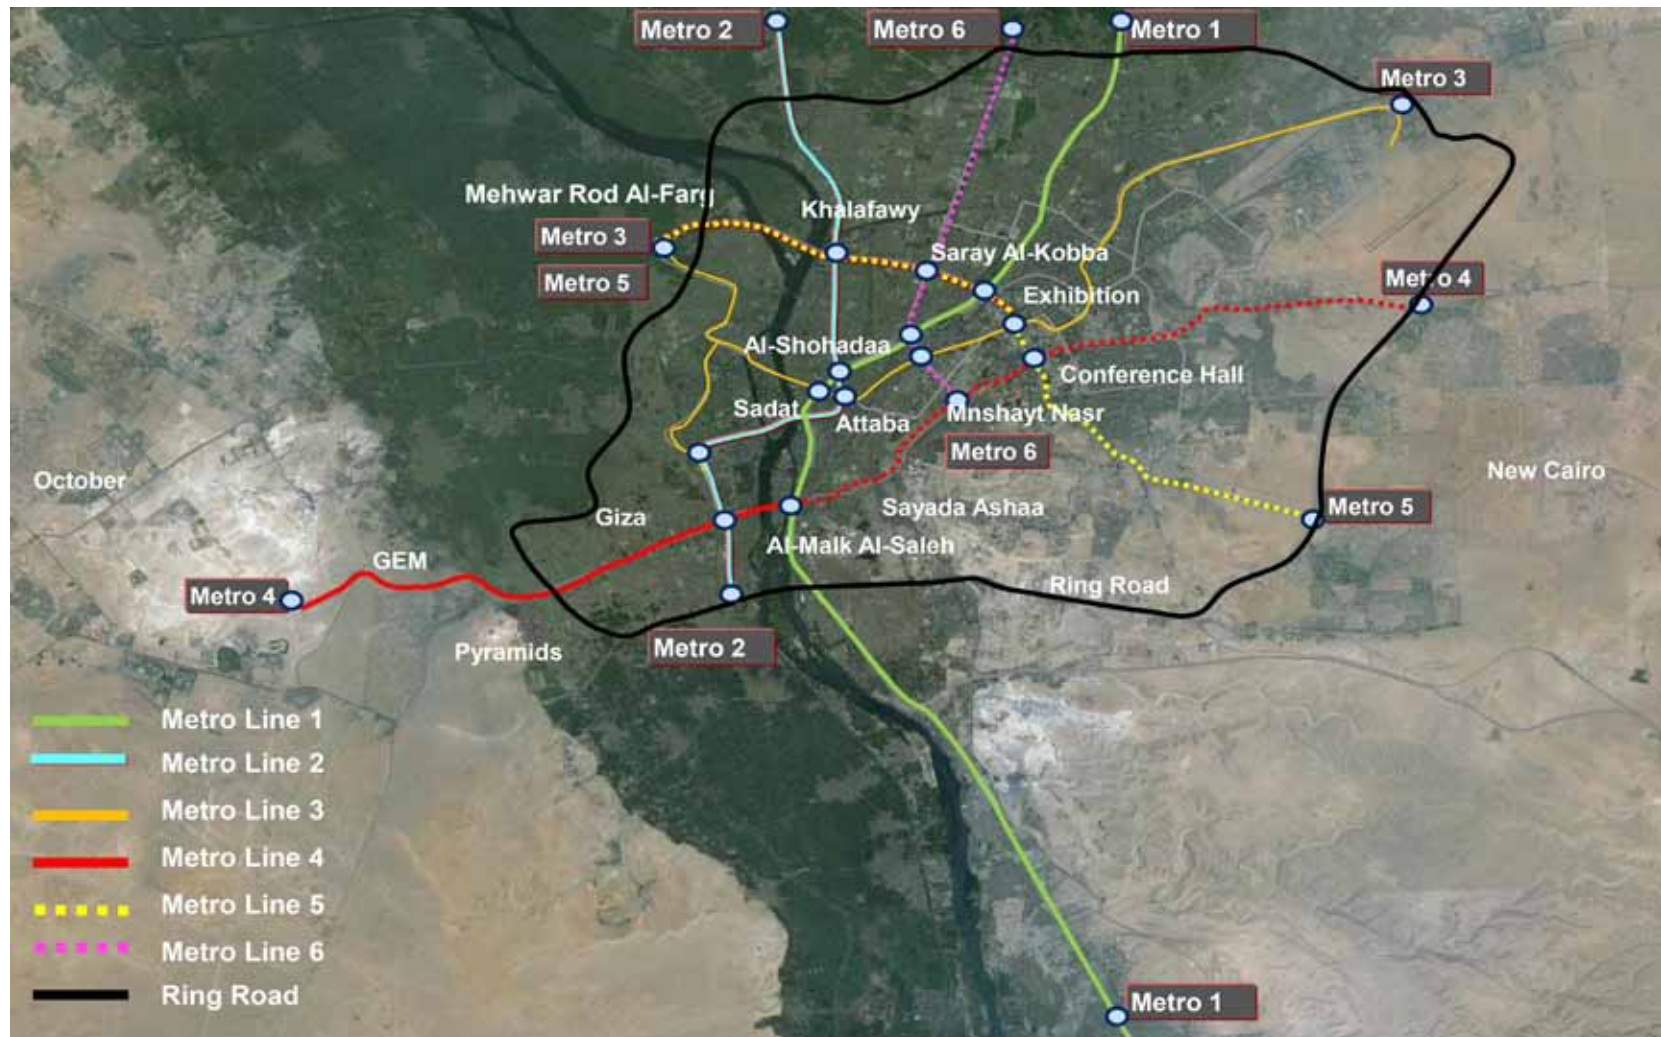 Metro 2
Metro 6
Metro 1
Metro 3
Mehwar Rod Al-Farg
Khalafawy
Metro 3
Saray Al-Kobba
Metro 5
Metro 4
Exhibition
Al-Shohadaa
Conference Hall
Sadat
Attaba
Mnshayt Nasr
Metro 6
October
New Cairo
Giza
Sayada Ashaa
Metro 5
Al-Malk Al-Saleh
GEM
Ring Road
Metro 4
Pyramids
Metro 2
Metro Line 1
Metro Line 2
Metro Line 3
Metro Line 4
Metro Line 5
Metro Line 6
Ring Road
Metro 1